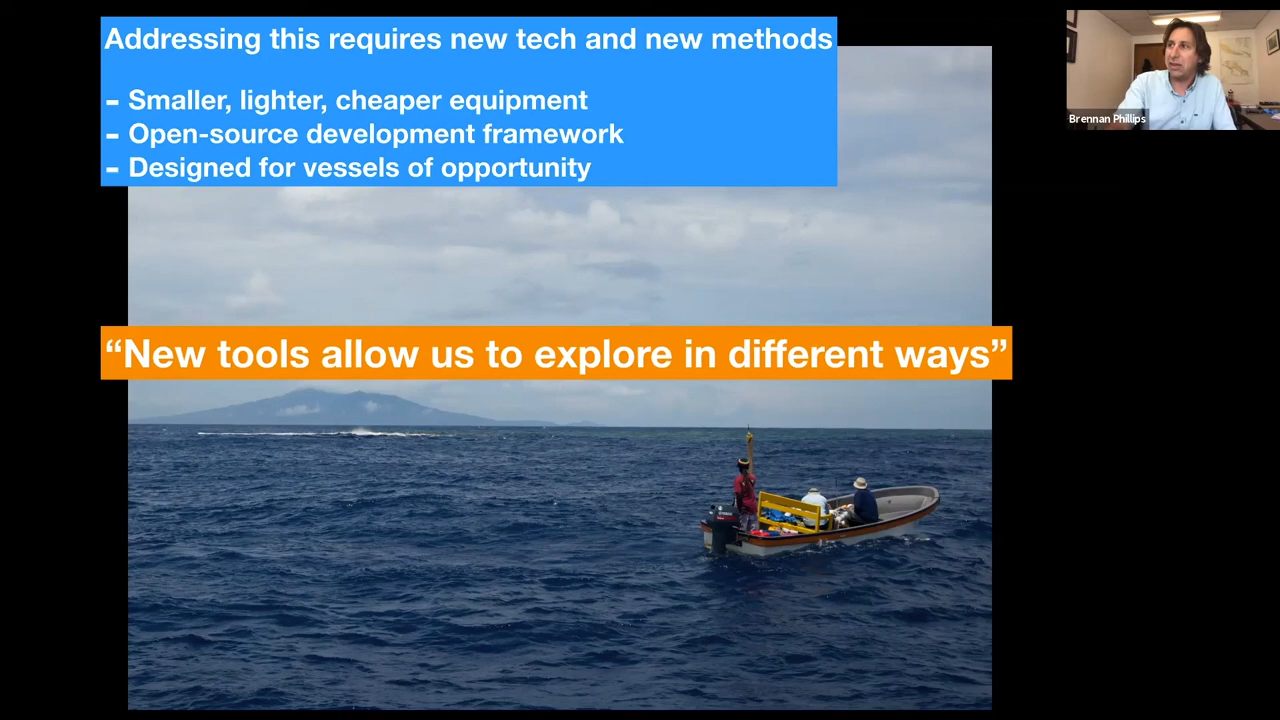 Addressing this requires new tech and new methods
- Smaller, lighter, cheaper equipment
- Open-source development framework
- Designed for vessels of opportunity
“New tools allow us to explore in different ways”
Brennan Phillips